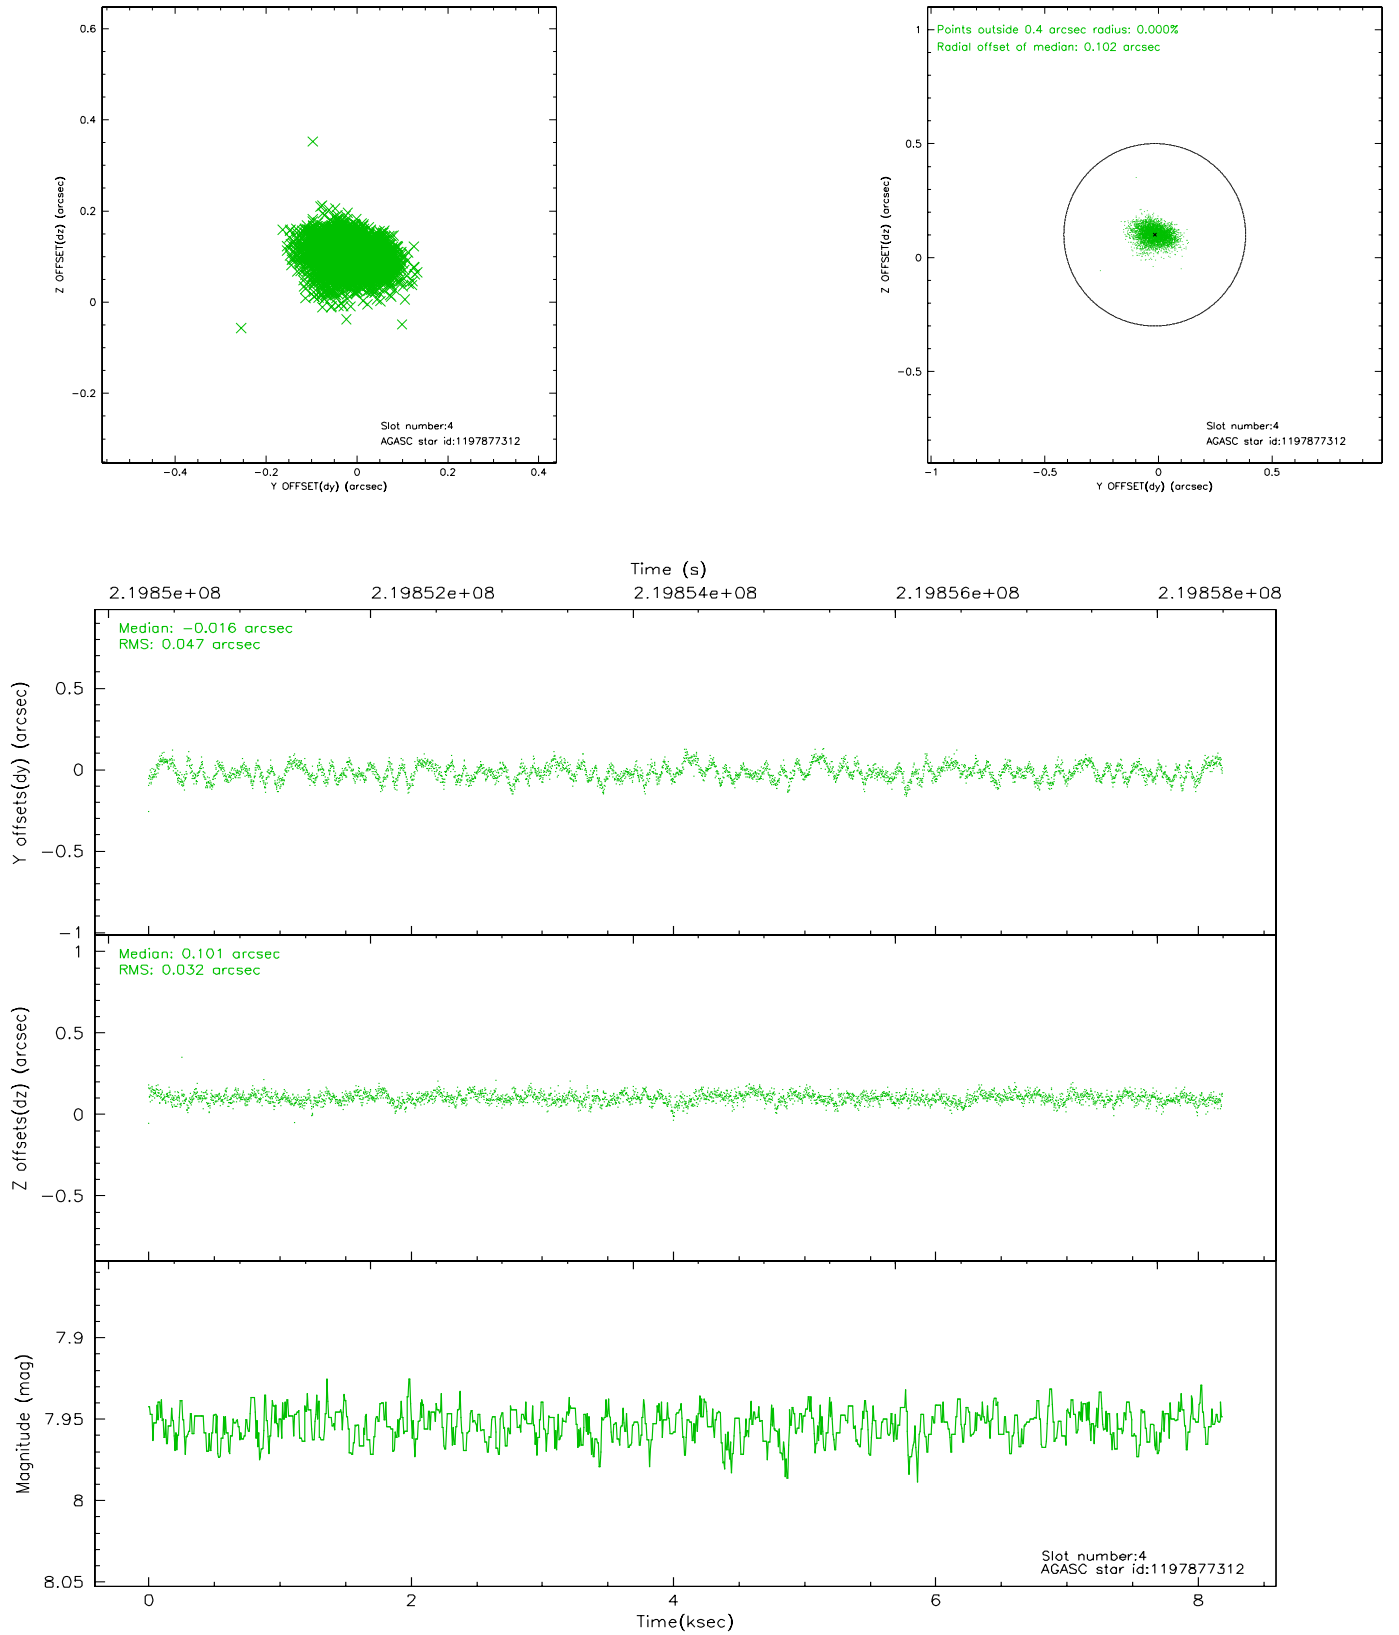 0.6
0.4
0.2
0
−0.2
Z OFFSET(dz) (arcsec)
Slot number:4
AGASC star id:1197877312
−0.4 −0.2 0 0.2 0.4
Y OFFSET(dy) (arcsec)
Points outside 0.4 arcsec radius: 0.000%
Radial offset of median: 0.102 arcsec
1
0.5
0
−0.5
Z OFFSET(dz) (arcsec)
Slot number:4
AGASC star id:1197877312
−1 −0.5 0 0.5
Y OFFSET(dy) (arcsec)
Time (s)
2.1985e+08 2.19852e+08 2.19854e+08 2.19856e+08 2.19858e+08
Median: −0.016 arcsec
RMS: 0.047 arcsec
0.5
0
−0.5
−1
Y offsets(dy) (arcsec)
Median: 0.101 arcsec
RMS: 0.032 arcsec
1
0.5
0
−0.5
Z offsets(dz) (arcsec)
7.9
7.95
8
8.05
Magnitude (mag)
Slot number:4
AGASC star id:1197877312
0 2 4 6 8
Time(ksec)